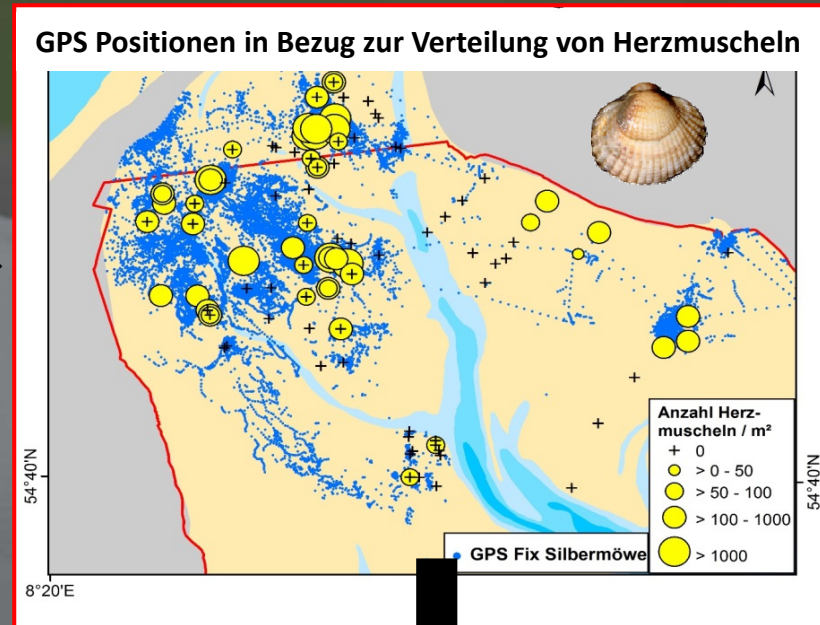 GPS Positionen in Bezug zur Verteilung von Herzmuscheln
Anzahl Herz-
muscheln / m²
+ 0
> 0 - 50
> 50 - 100
> 100 - 1000
> 1000
GPS Fix Silbermöwe
54°40'N
54°40'N
8°20'E